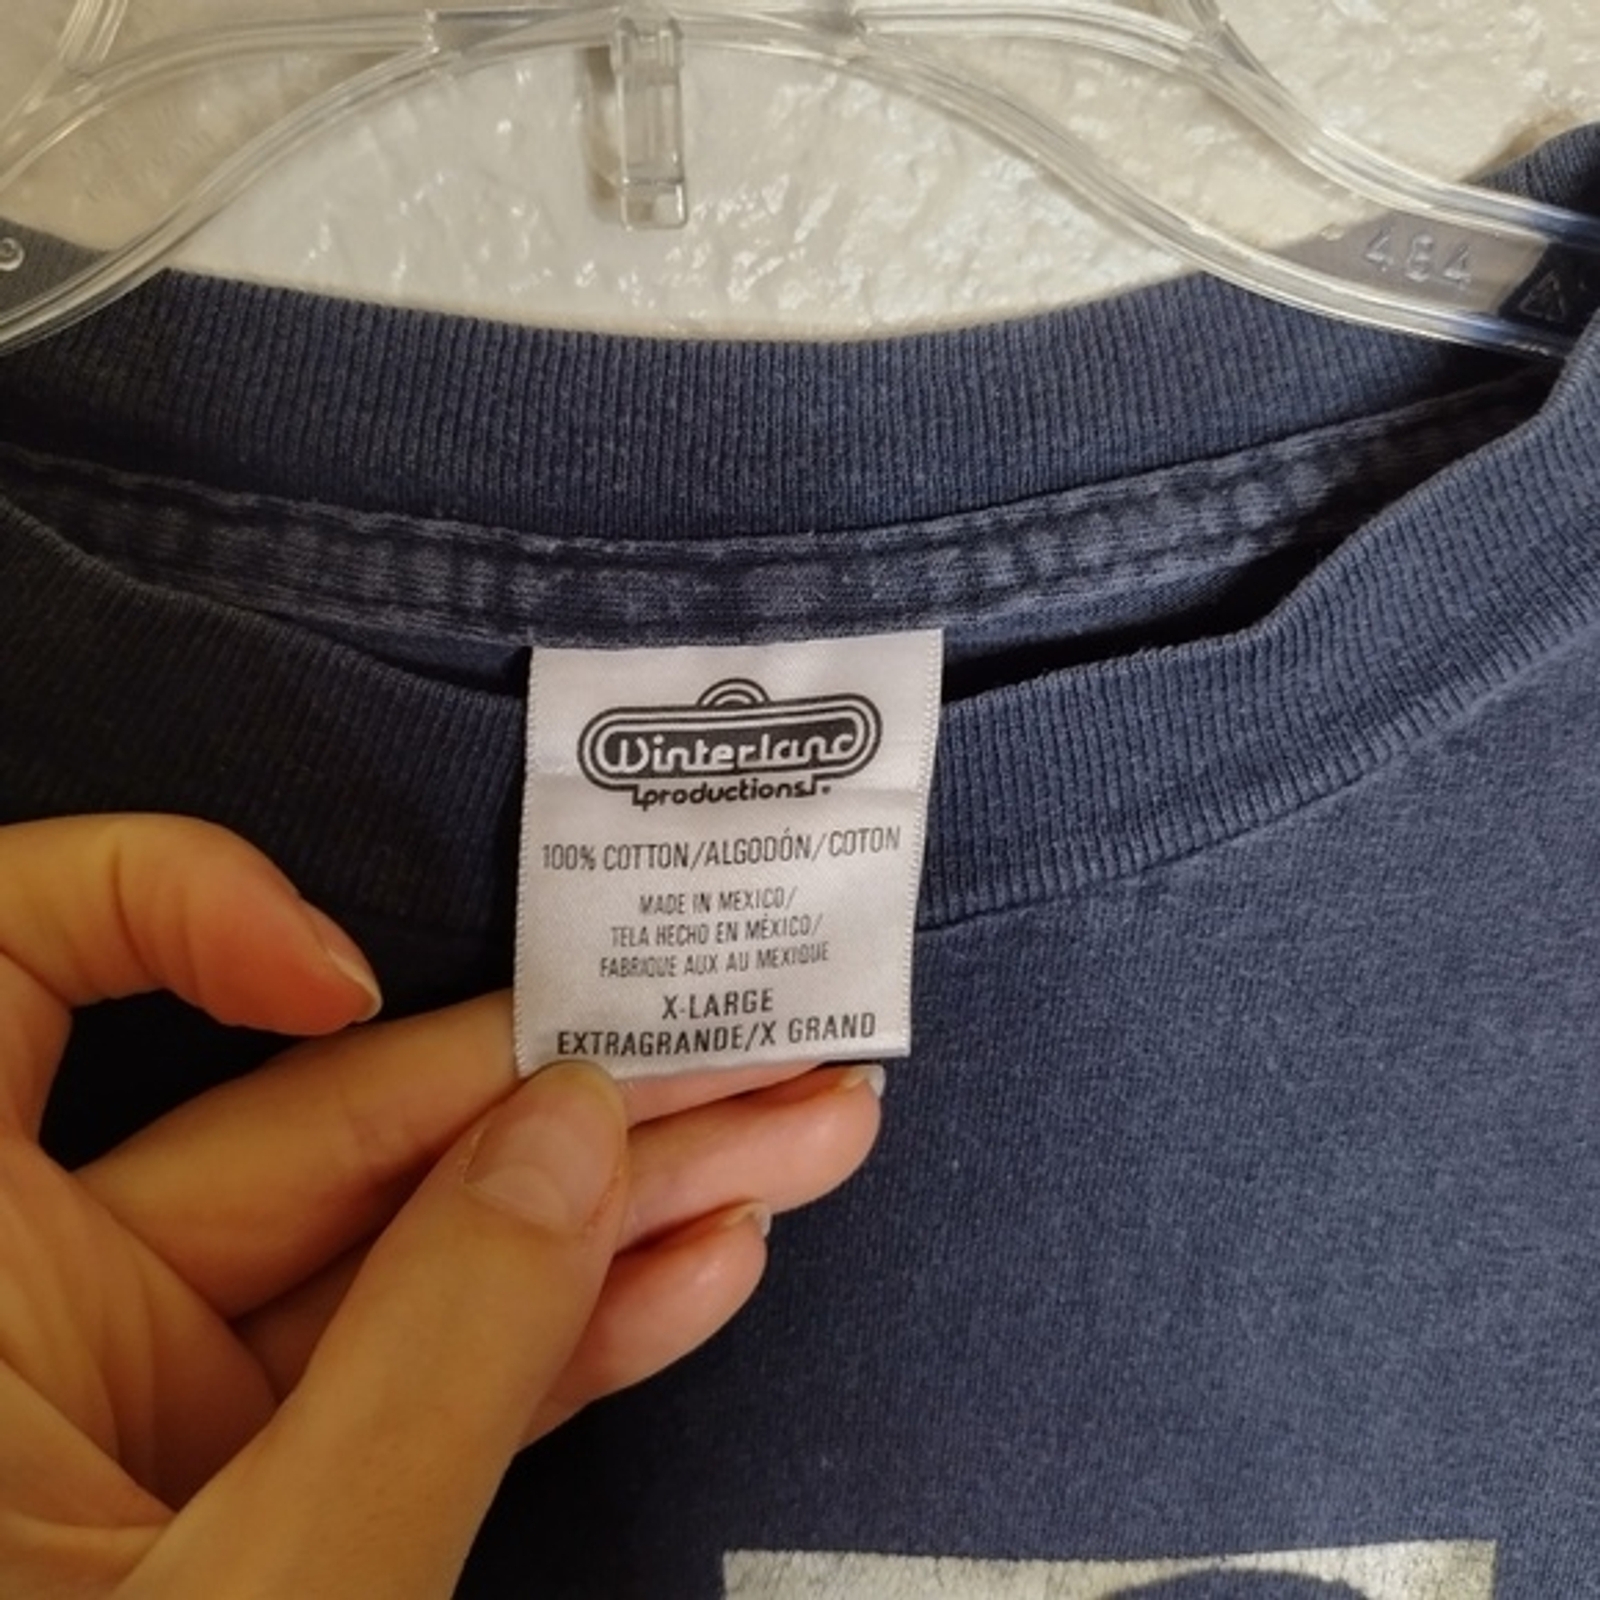 484
Winterland
productions
100% COTTON/ALGODÓN/COTON
MADE IN MEXICO/
TELA HECHO EN MÉXICO/
FABRIQUE AUX AU MEXIQUE
X-LARGE
EXTRAGRANDE/X GRAND